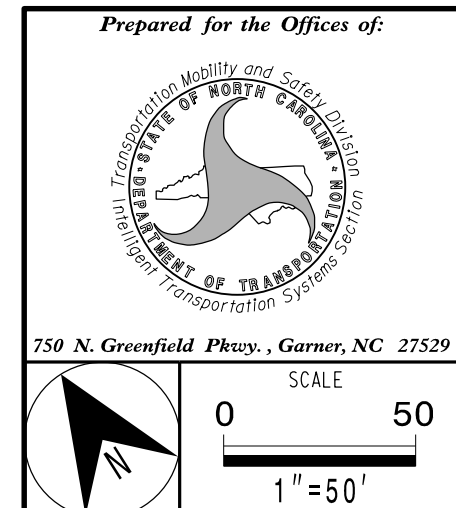 Prepared for the Offices of:
Transportation Mobility and Safety Division
STATE OF NORTH CAROLINA
DEPARTMENT OF TRANSPORTATION
Intelligent Transportation Systems Section
750 N. Greenfield Pkwy., Garner, NC 27529
N
SCALE
0 50
1"=50'